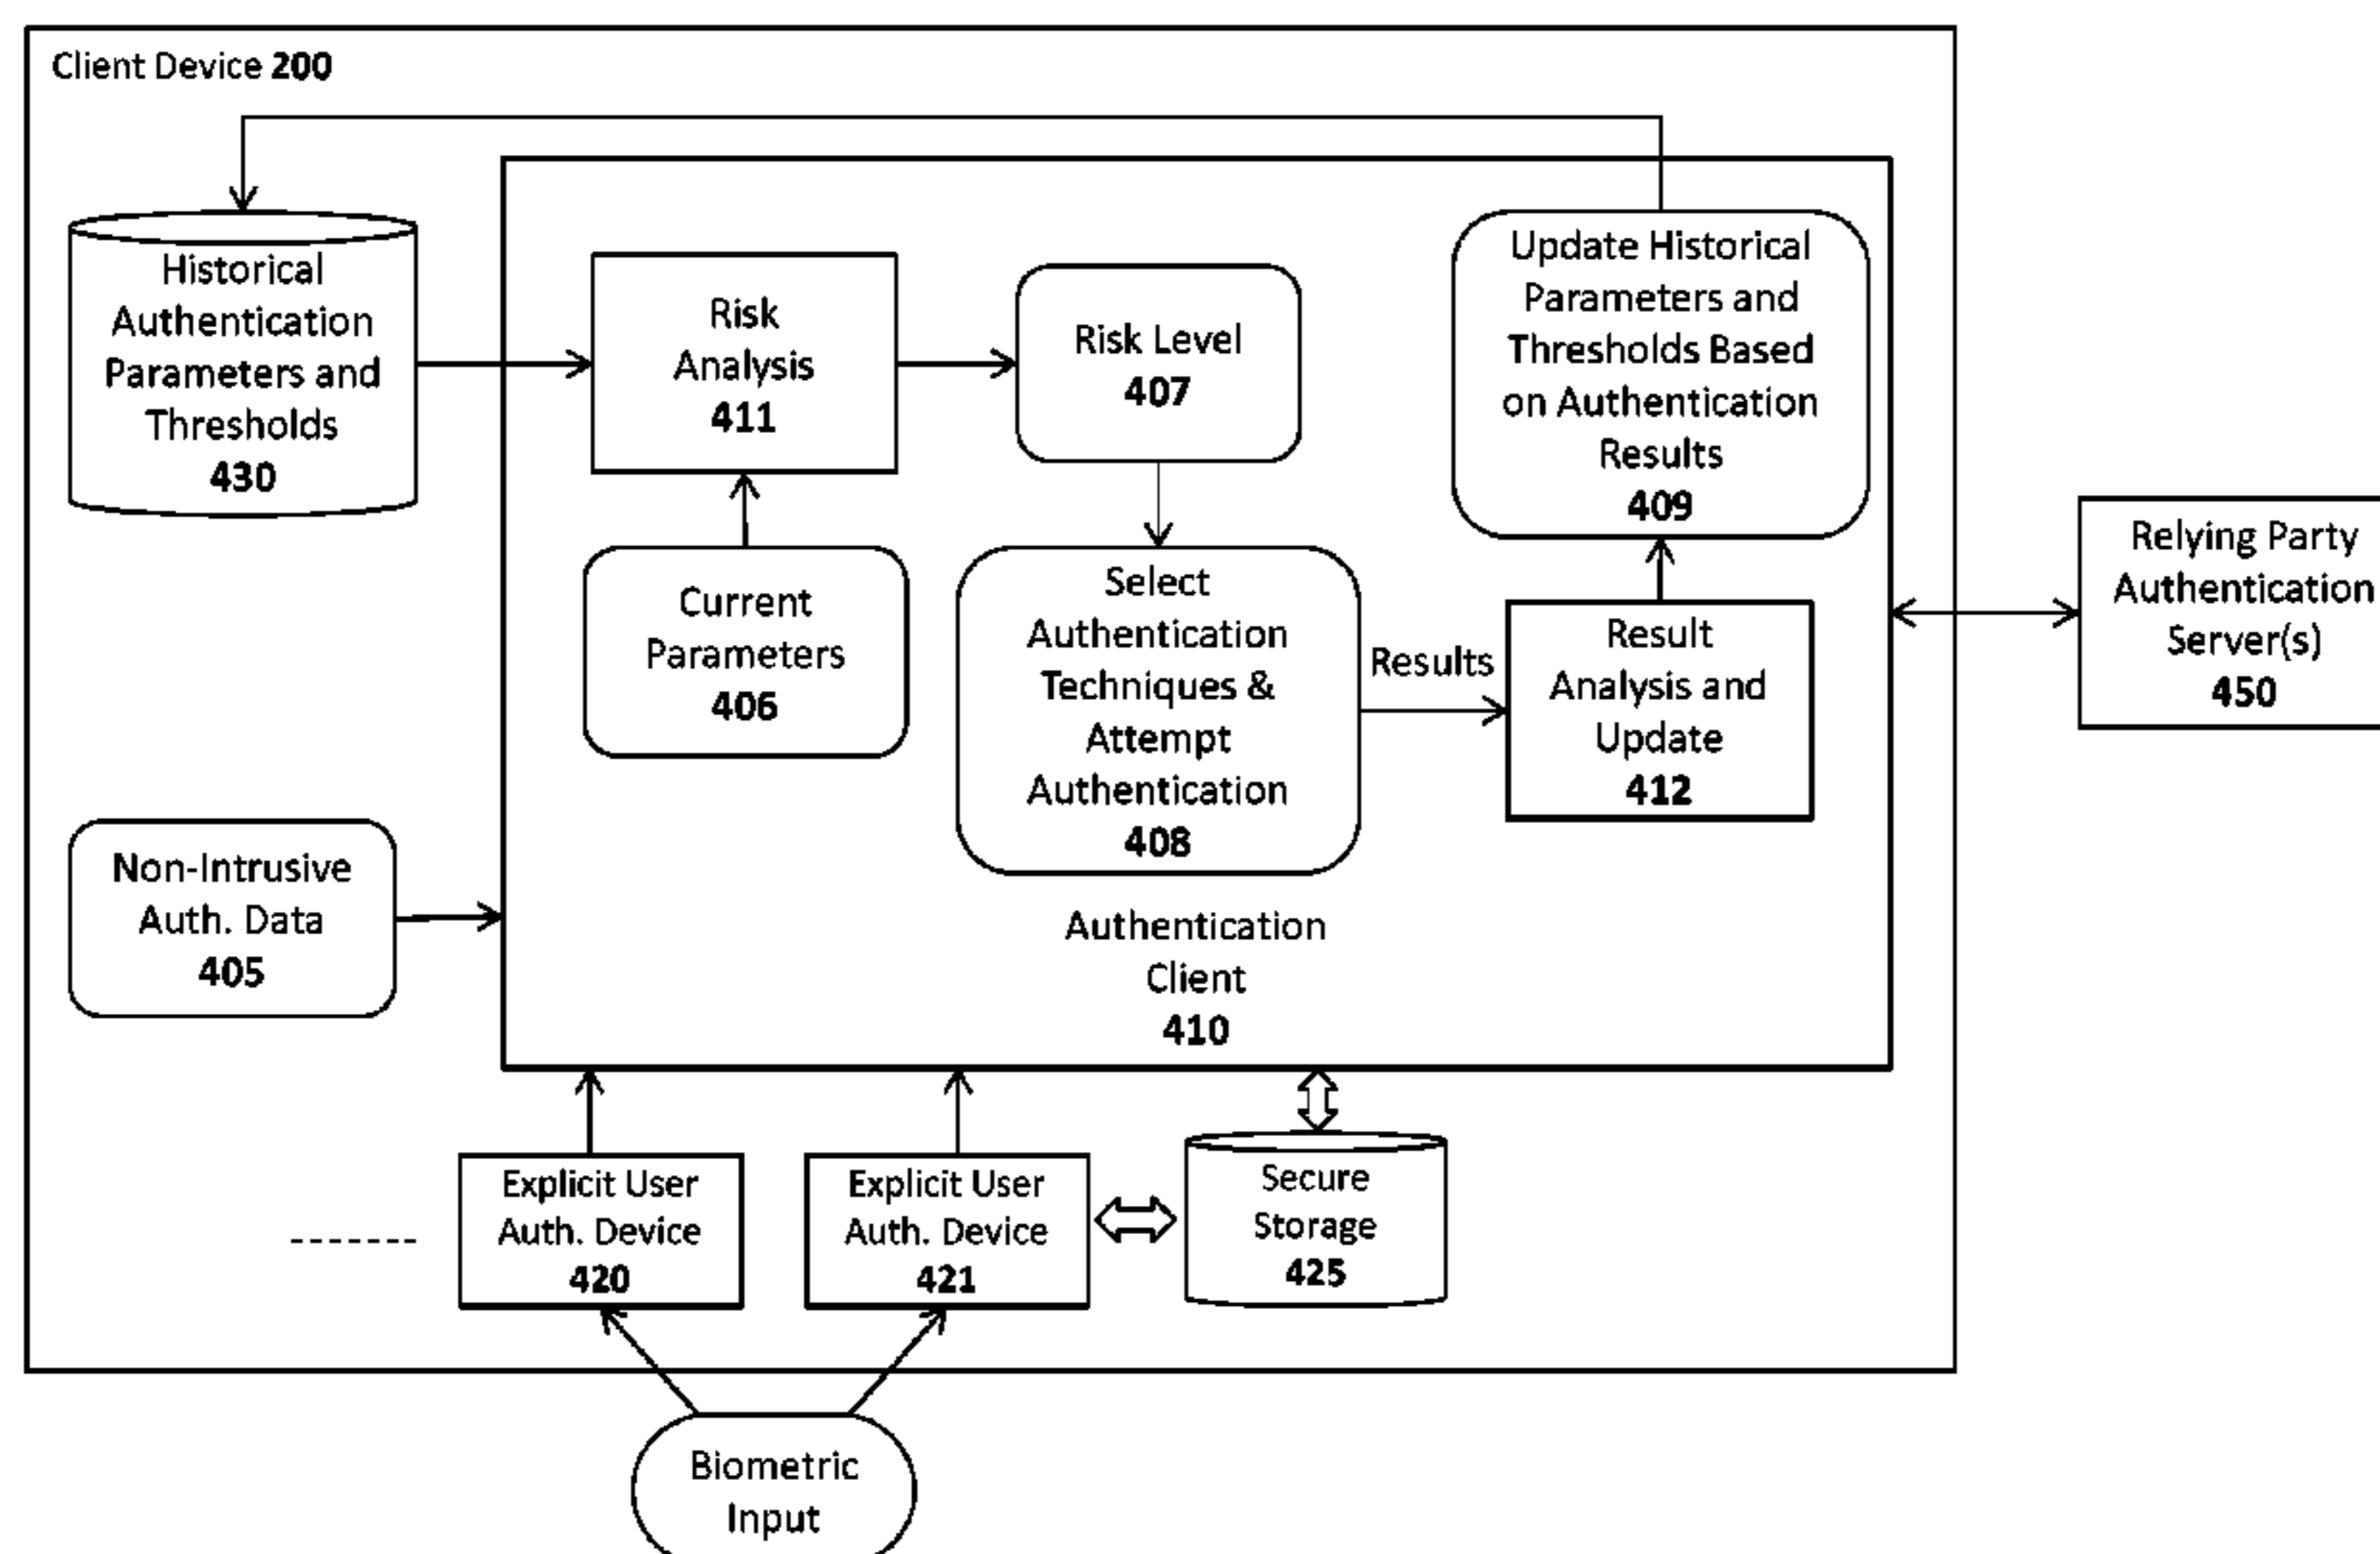 Client Device 200
Historical
Authentication
Parameters and
Thresholds
430
Risk
Analysis
411
Risk Level
407
Update Historical
Parameters and
Thresholds Based
on Authentication
Results
409
Current
Parameters
406
Select
Authentication
Techniques &
Attempt
Authentication
408
Results
Result
Analysis and
Update
412
Relying Party
Authentication
Server(s)
450
Non-Intrusive
Auth. Data
405
Authentication
Client
410
Explicit User
Auth. Device
420
Explicit User
Auth. Device
421
Secure
Storage
425
Biometric
Input